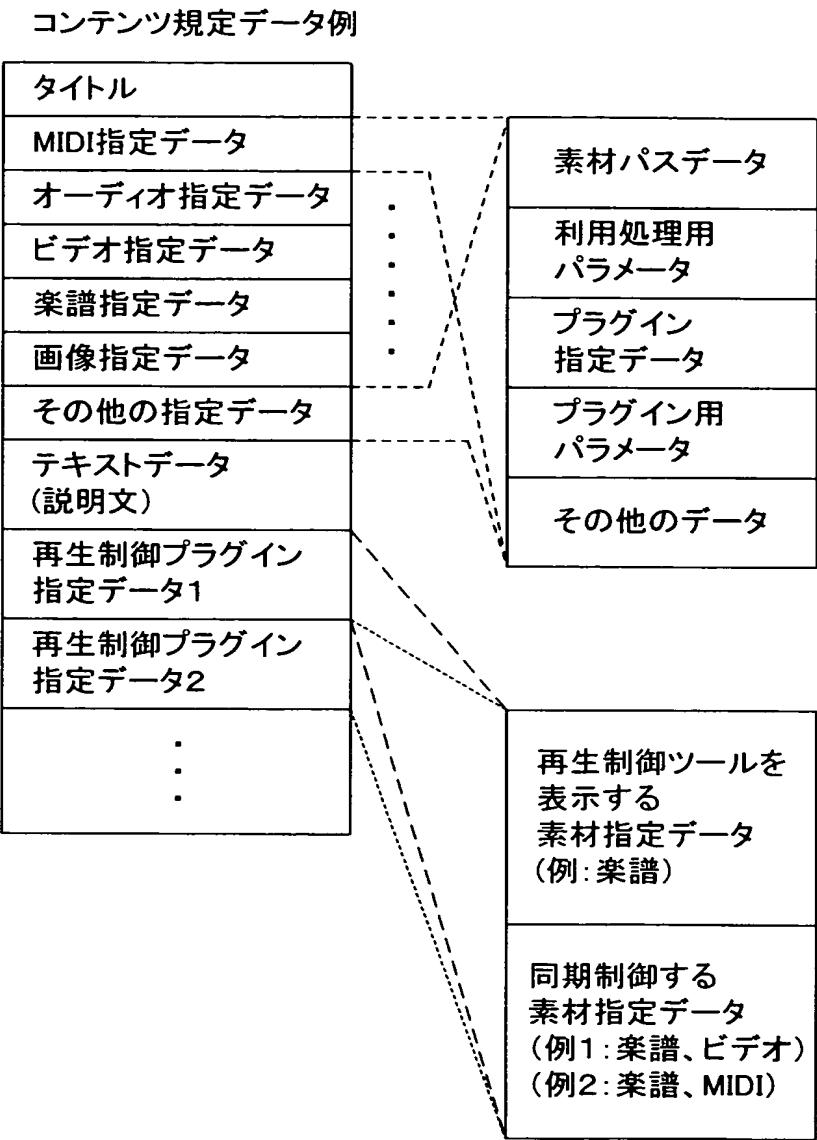 コンテンツ規定データ例
タイトル
MIDI指定データ
オーディオ指定データ
ビデオ指定データ
楽譜指定データ
画像指定データ
その他の指定データ
テキストデータ
(説明文)
再生制御プラグイン
指定データ1
再生制御プラグイン
指定データ2
素材パスデータ
利用処理用
パラメータ
プラグイン
指定データ
プラグイン用
パラメータ
その他のデータ
再生制御ツールを
表示する
素材指定データ
(例:楽譜)
同期制御する
素材指定データ
(例1:楽譜、ビデオ)
(例2:楽譜、MIDI)